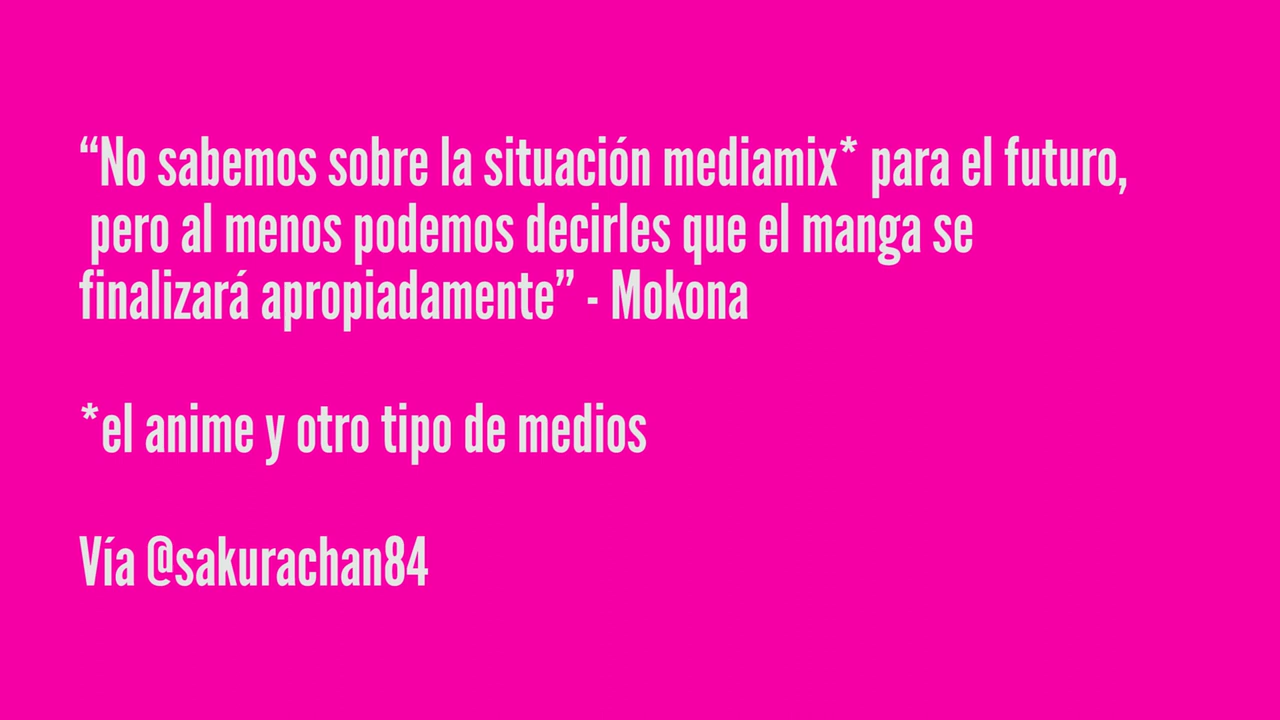 “No sabemos sobre la situación mediamix* para el futuro,
pero al menos podemos decirles que el manga se
finalizará apropiadamente” - Mokona
*el anime y otro tipo de medios
Vía @sakurachan84